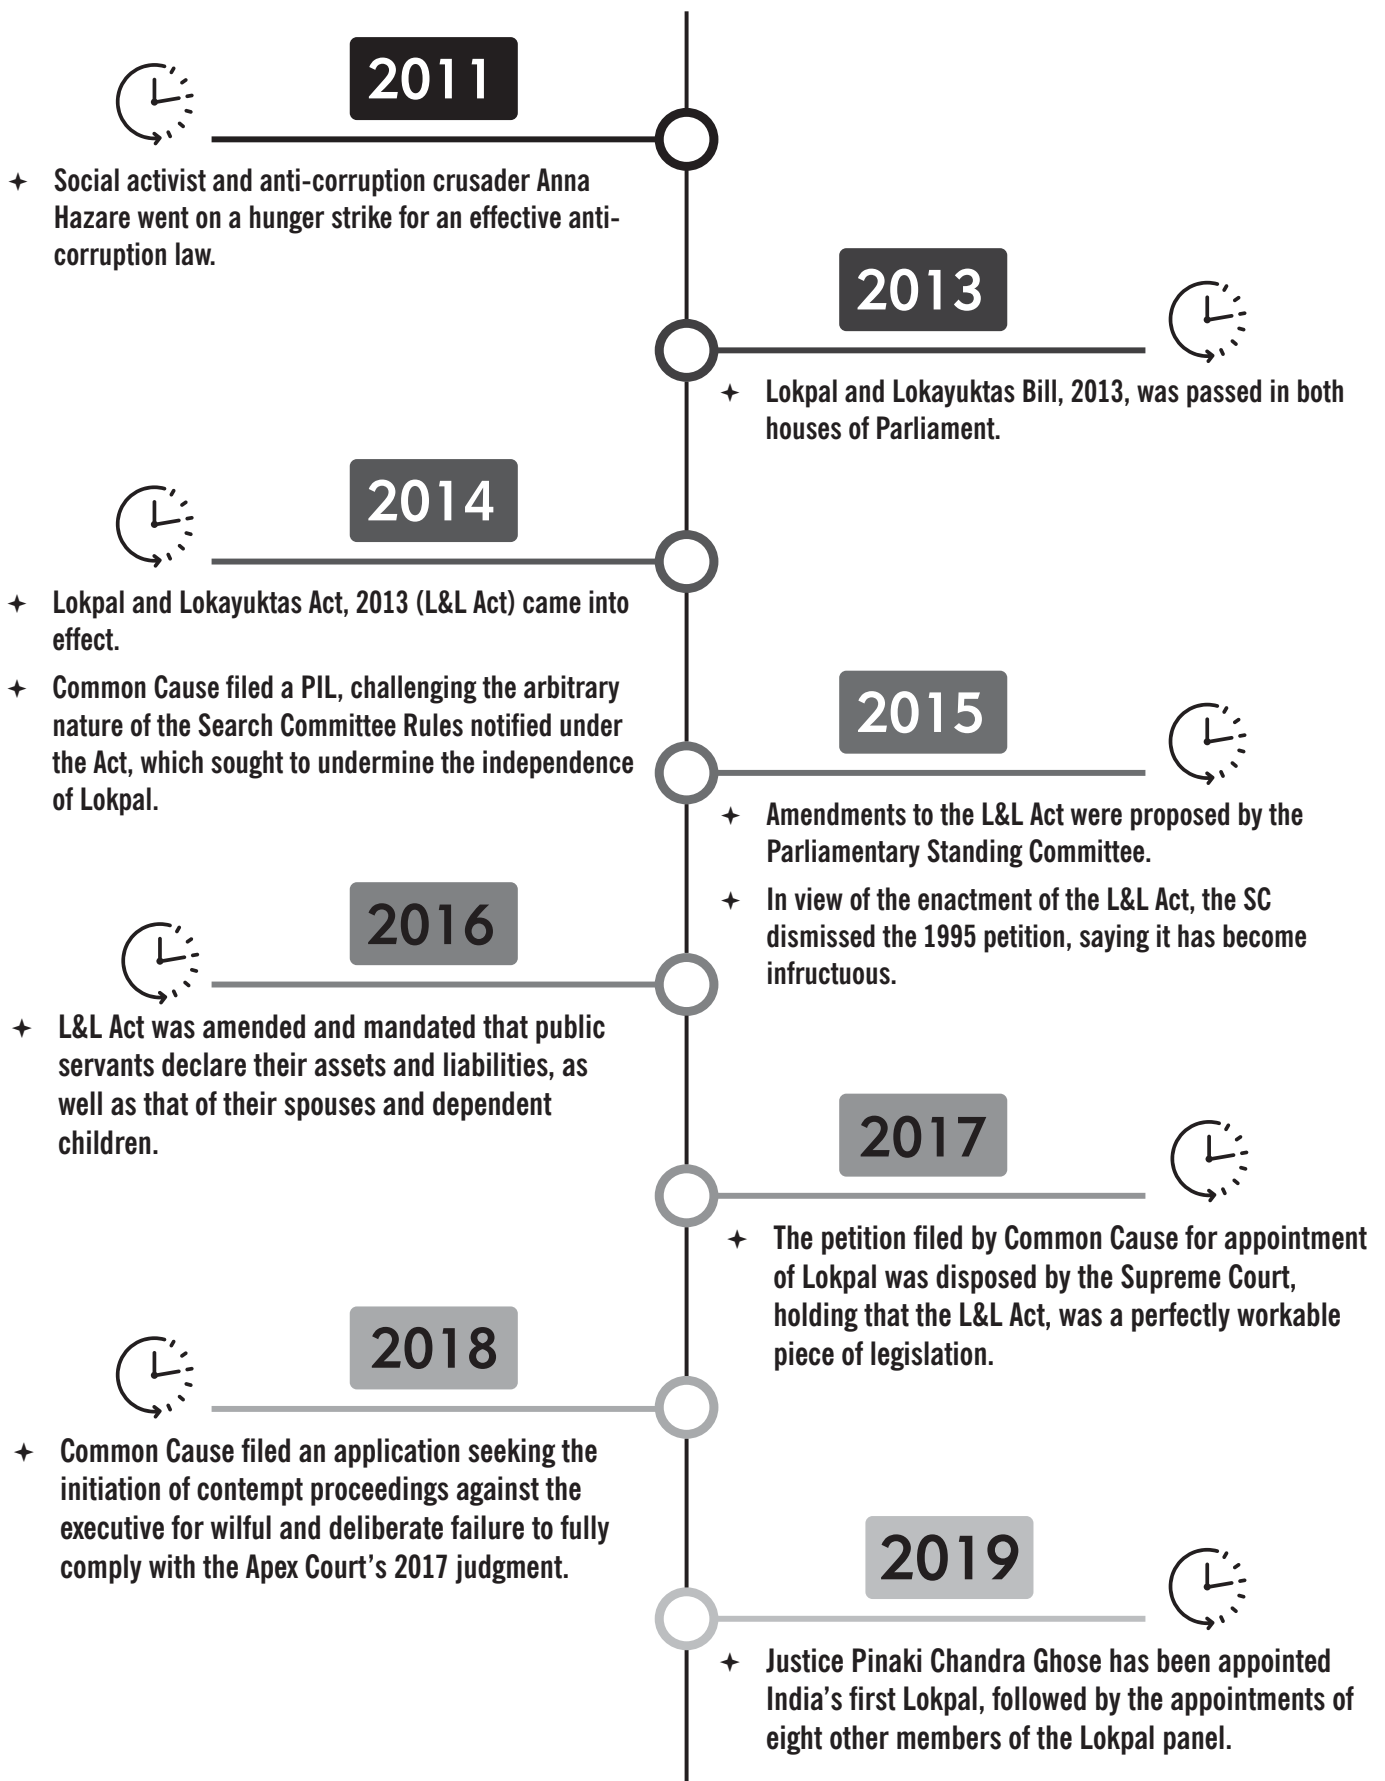 2011
Social activist and anti-corruption crusader Anna
Hazare went on a hunger strike for an effective anti-
corruption law.
2013
Lokpal and Lokayuktas Bill, 2013, was passed in both
houses of Parliament.
2014
Lokpal and Lokayuktas Act, 2013 (L&L Act) came into
effect.
Common Cause filed a PIL, challenging the arbitrary
nature of the Search Committee Rules notified under
the Act, which sought to undermine the independence
of Lokpal.
2015
Amendments to the L&L Act were proposed by the
Parliamentary Standing Committee.
In view of the enactment of the L&L Act, the SC
dismissed the 1995 petition, saying it has become
infructuous.
2016
L&L Act was amended and mandated that public
servants declare their assets and liabilities, as
well as that of their spouses and dependent
children.
2017
The petition filed by Common Cause for appointment
of Lokpal was disposed by the Supreme Court,
holding that the L&L Act, was a perfectly workable
piece of legislation.
2018
Common Cause filed an application seeking the
initiation of contempt proceedings against the
executive for wilful and deliberate failure to fully
comply with the Apex Court's 2017 judgment.
2019
Justice Pinaki Chandra Ghose has been appointed
India's first Lokpal, followed by the appointments of
eight other members of the Lokpal panel.